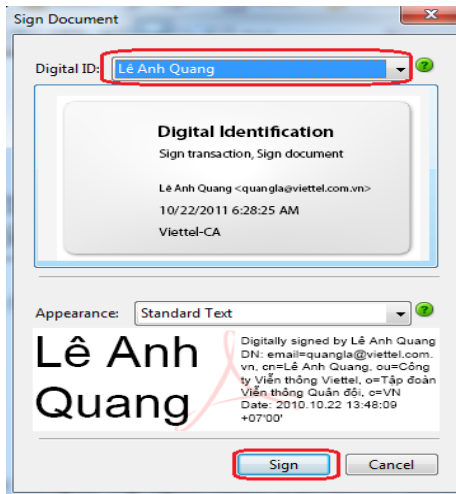 Sign Document
Digital ID: Lê Anh Quang
Digital Identification
Sign transaction, Sign document
Lê Anh Quang <quangla@viettel.com.vn>
10/22/2011 6:28:25 AM
Viettel-CA
Appearance: Standard Text
Lê Anh
Quang
Digitally signed by Lê Anh Quang
DN: email=quangla@viettel.com.
vn, cn=Lê Anh Quang, ou=Công
ty Viễn thông Viettel, o=Tập đoàn
Viễn thông Quân đội, c=VN
Date: 2010.10.22 13:48:09
+07'00'
Sign Cancel